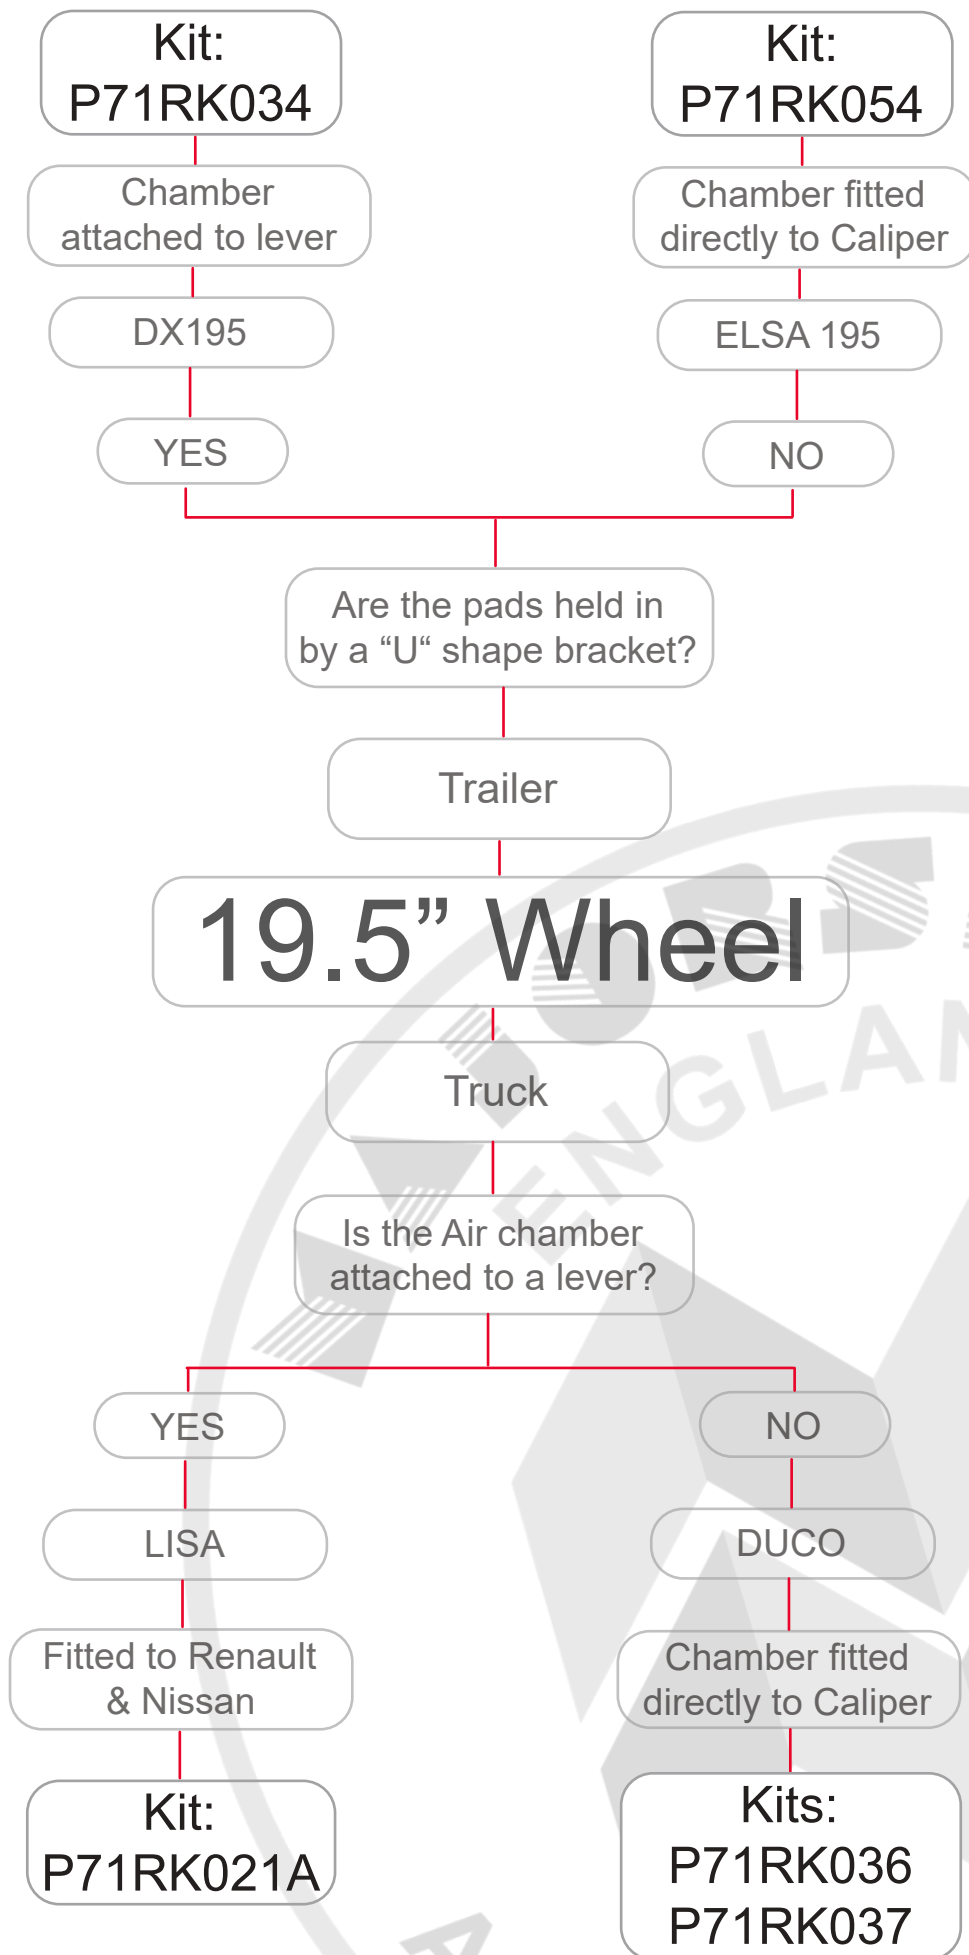 Kit:
P71RK034
Kit:
P71RK054
Chamber
attached to lever
Chamber fitted
directly to Caliper
DX195
ELSA 195
YES
NO
Are the pads held in
by a “U“ shape bracket?
Trailer
19.5” Wheel
Truck
Is the Air chamber
attached to a lever?
YES
NO
LISA
DUCO
Fitted to Renault
& Nissan
Chamber fitted
directly to Caliper
Kit:
P71RK021A
Kits:
P71RK036
P71RK037